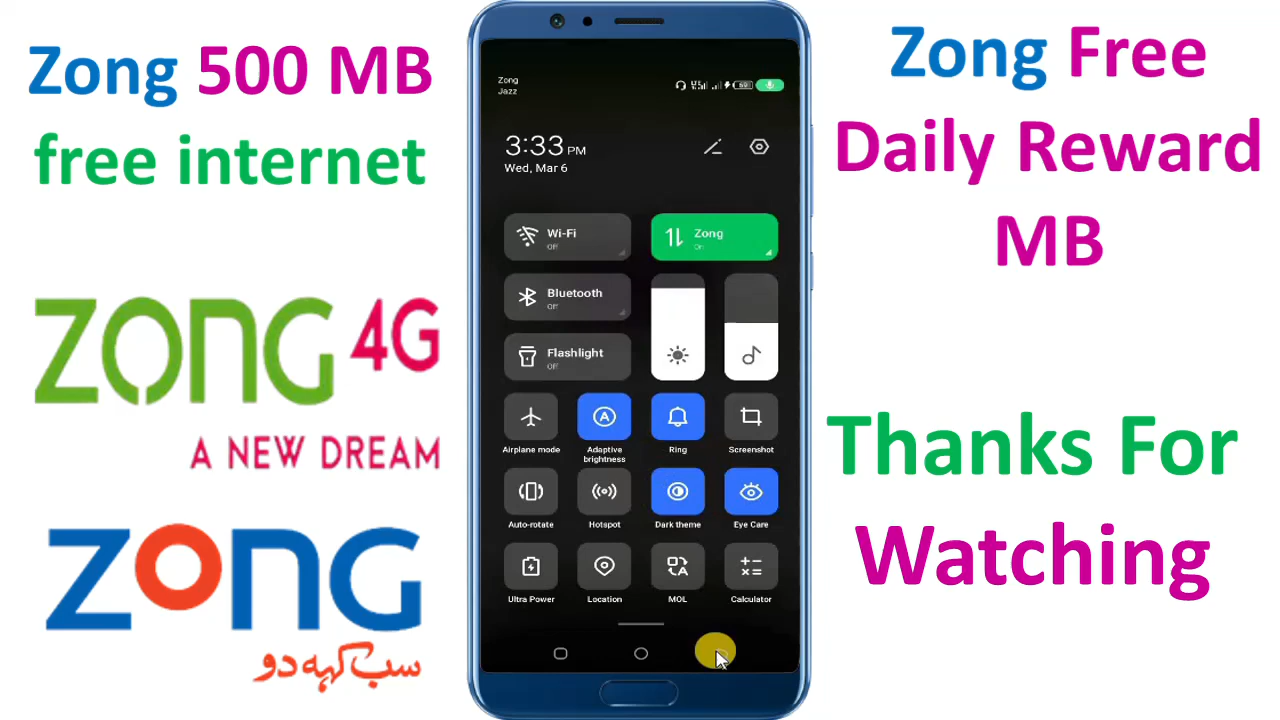 Zong 500 MB
free internet
ZONG 4G
A NEW DREAM
ZONG
سب کہہ دو
Zong
Jazz
69
3:33 PM
Wed, Mar 6
Wi-Fi
Off
Zong
On
Bluetooth
Off
Flashlight
Off
Airplane mode
Adaptive
brightness
Ring
Screenshot
Auto-rotate
Hotspot
Dark theme
Eye Care
Ultra Power
Location
MOL
Calculator
Zong Free
Daily Reward
MB
Thanks For
Watching